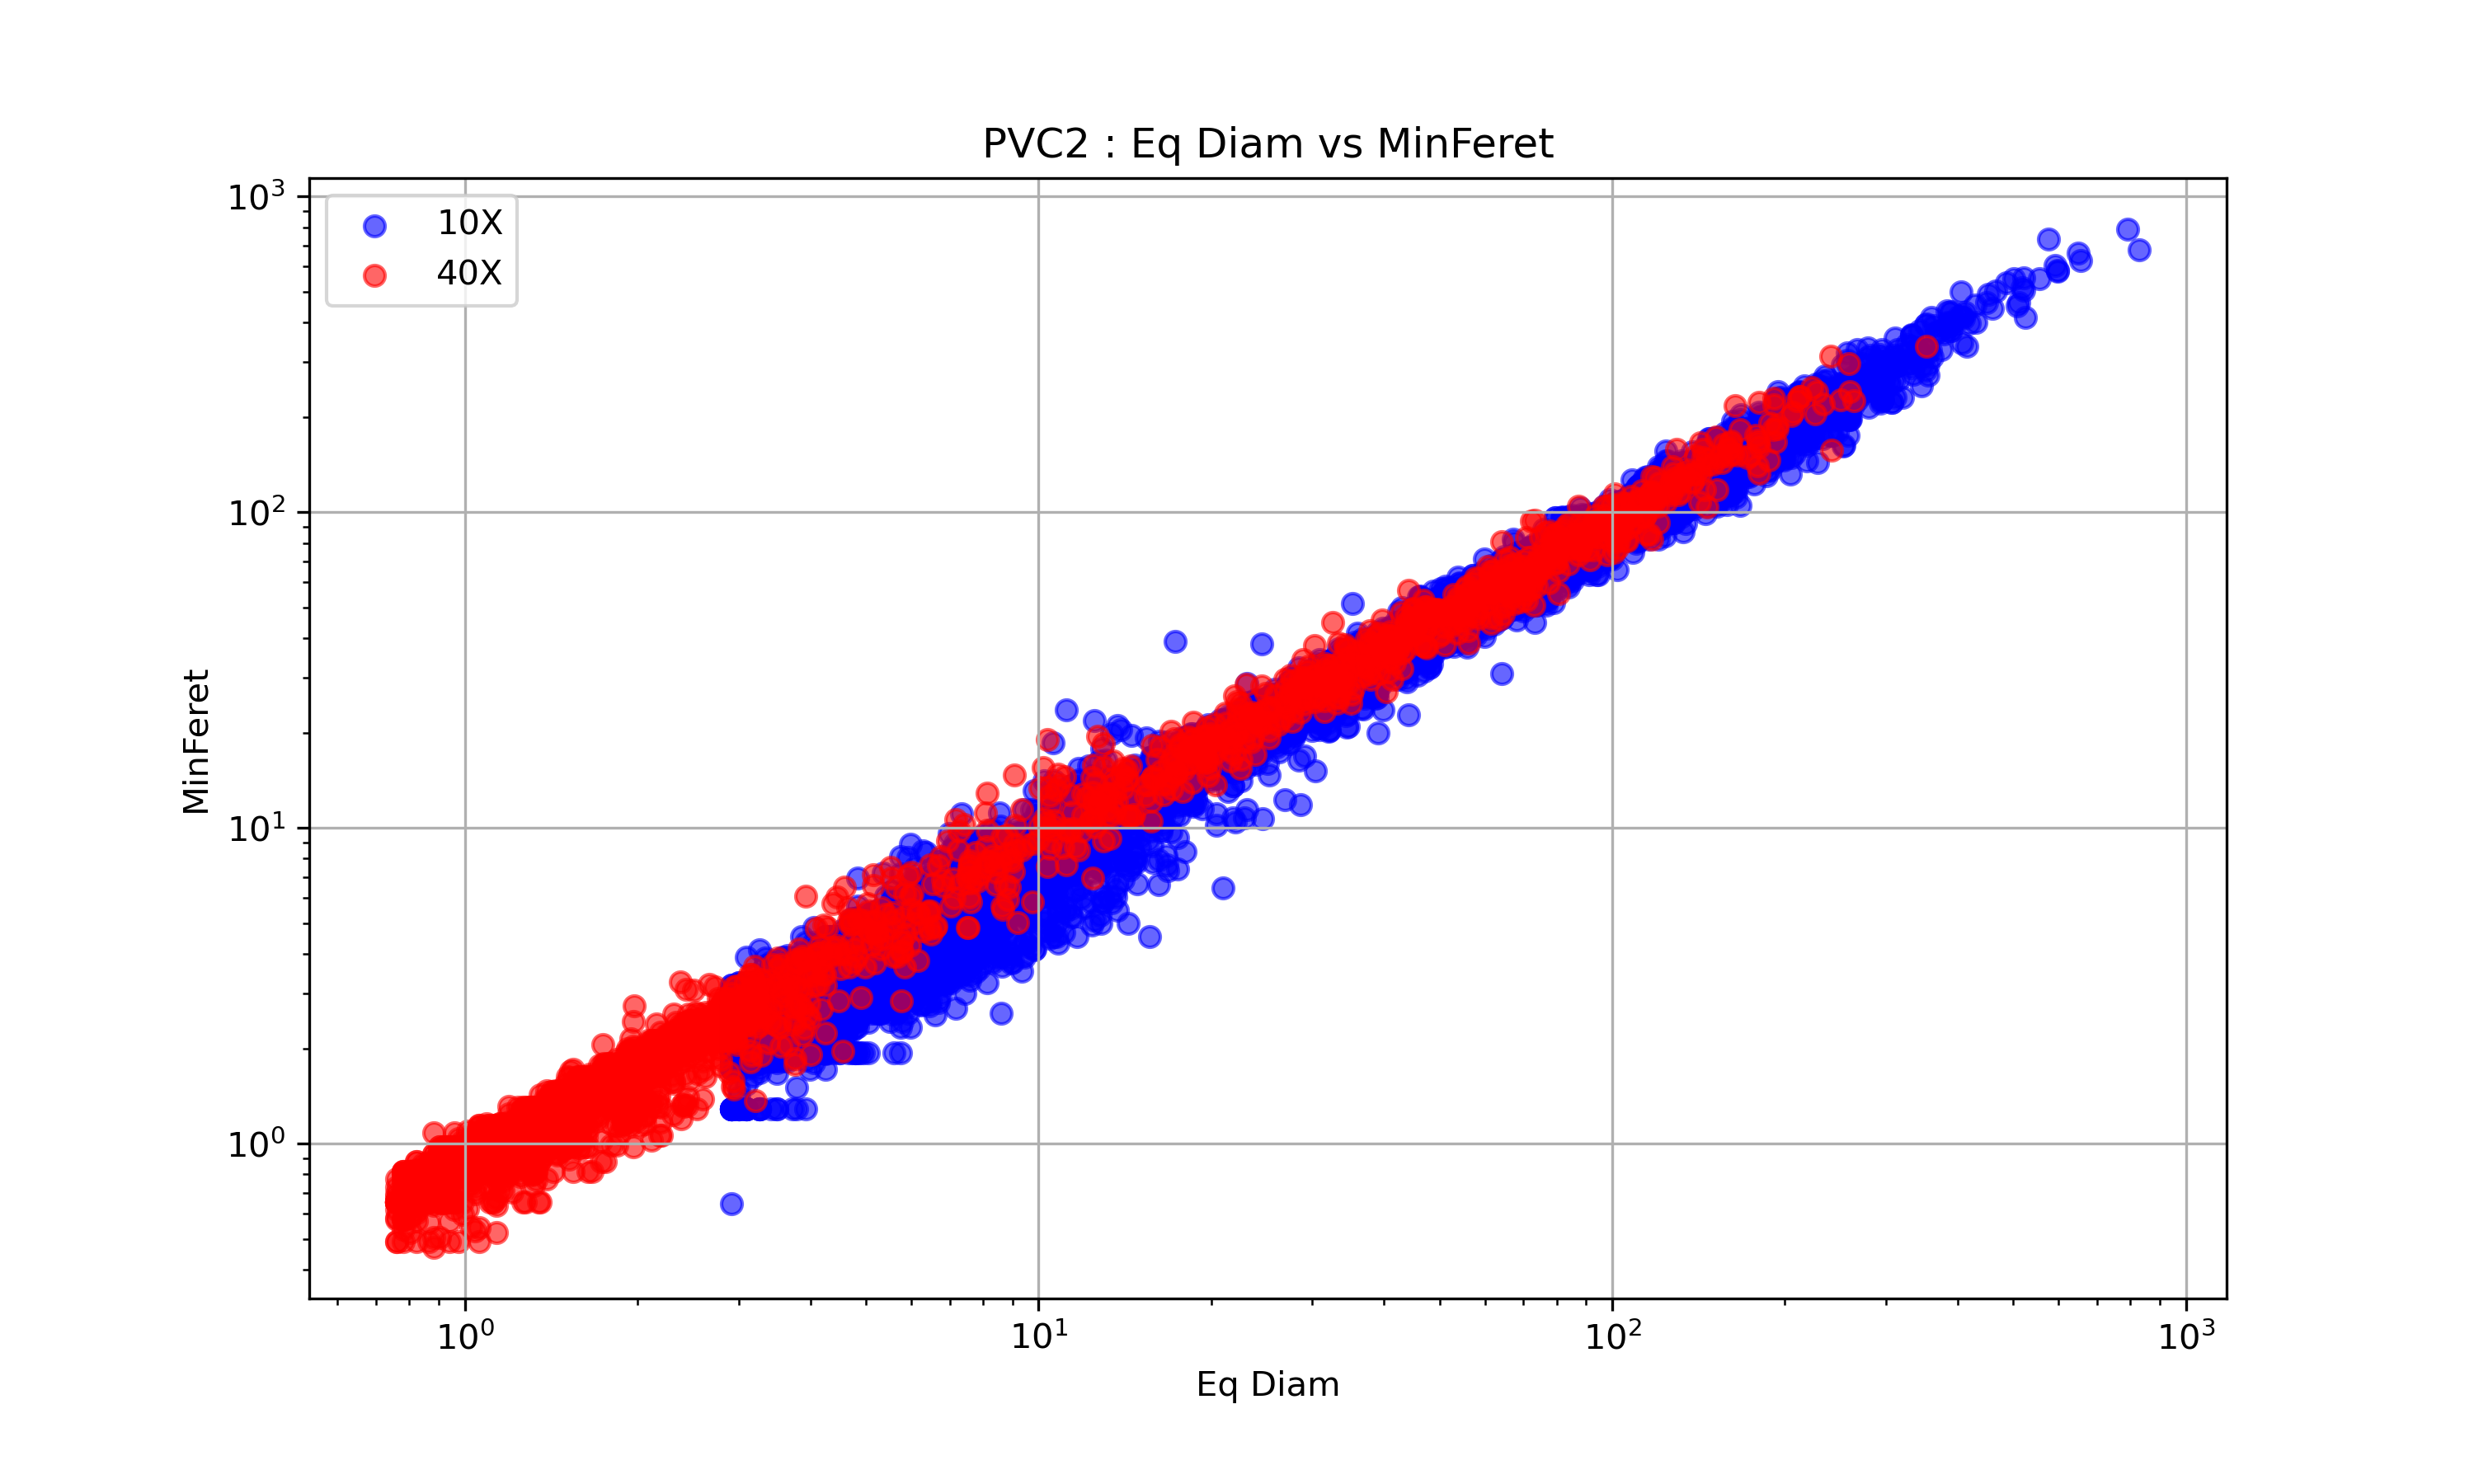 PVC2 : Eq Diam vs MinFeret
10X
40X
MinFeret
10³
10²
10¹
10⁰
10⁰ 10¹ 10² 10³
Eq Diam